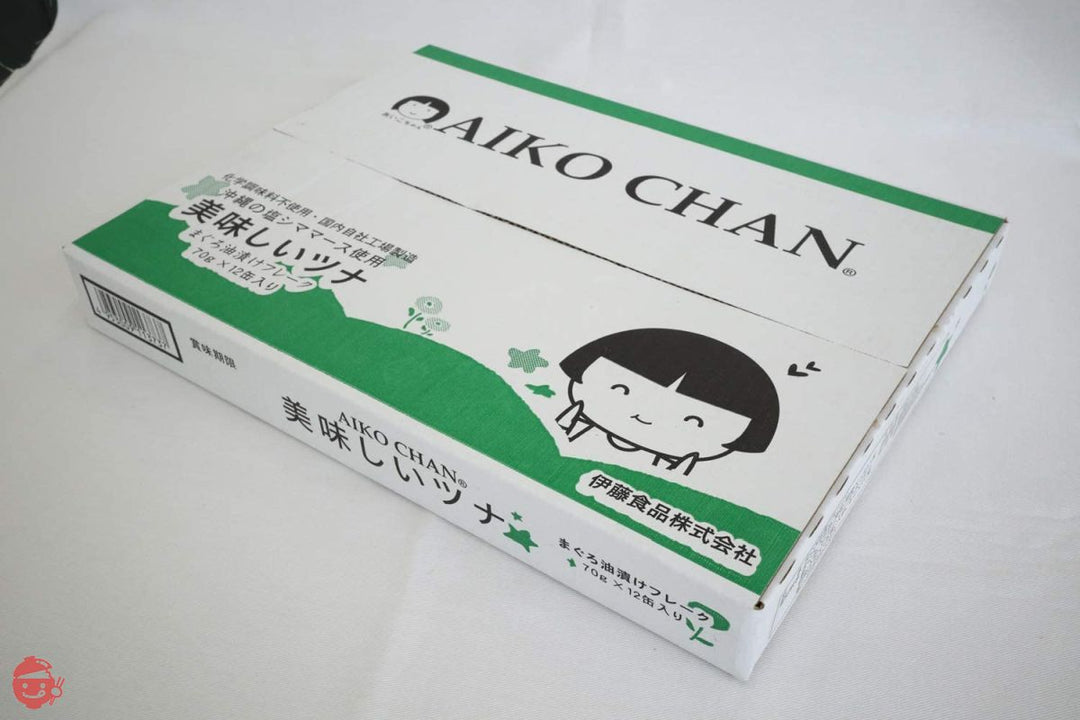 あいこちゃん®
AIKO CHAN®
化学調味料不使用・国内自社工場製造
沖縄の塩シママース使用
美味しいツナ
まぐろ油漬けフレーク
70g×12缶入り
伊藤食品株式会社
賞味期限
AIKO CHAN®
美味しいツナ
まぐろ油漬けフレーク
70g×12缶入り